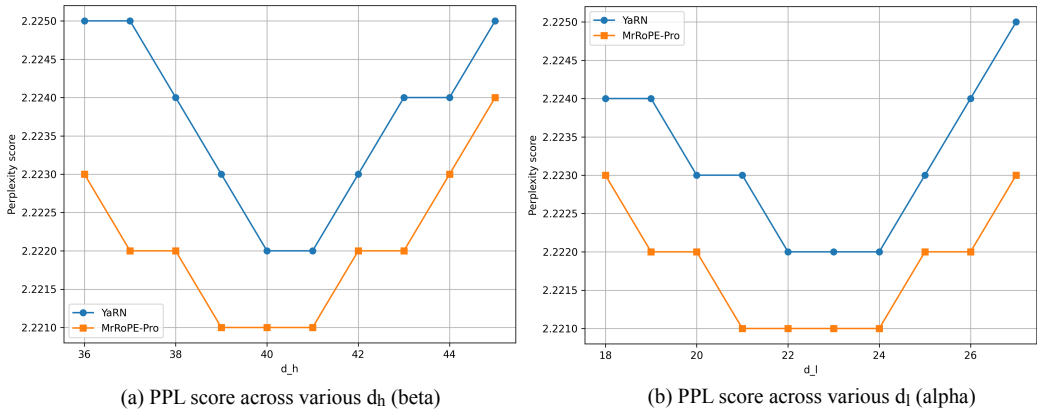 2.2250
2.2245
2.2240
2.2235
2.2230
2.2225
2.2220
2.2215
2.2210
Perplexity score
YaRN
MrRoPE-Pro
36 38 40 42 44
d_h
(a) PPL score across various dh (beta)
2.2250
2.2245
2.2240
2.2235
2.2230
2.2225
2.2220
2.2215
2.2210
Perplexity score
YaRN
MrRoPE-Pro
18 20 22 24 26
d_l
(b) PPL score across various dl (alpha)